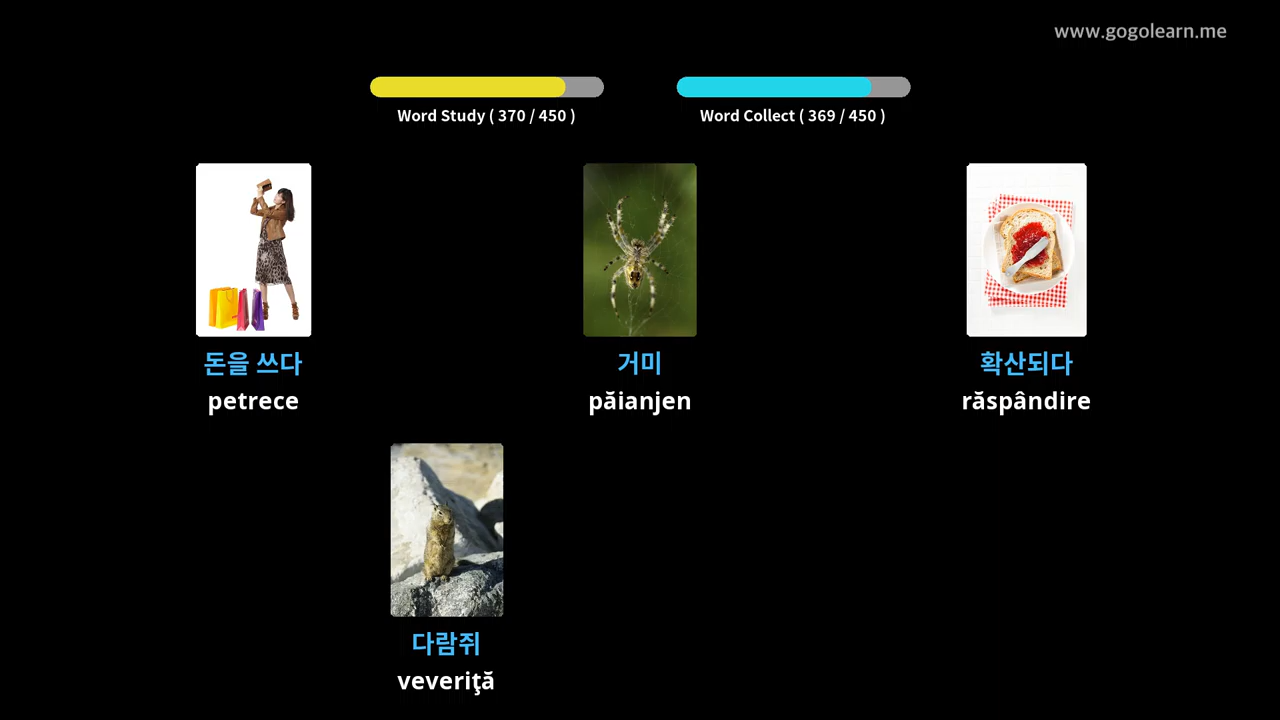 www.gogolearn.me
Word Study ( 370 / 450 )
Word Collect ( 369 / 450 )
돈을 쓰다
petrece
거미
păianjen
확산되다
răspândire
다람쥐
veveriţă